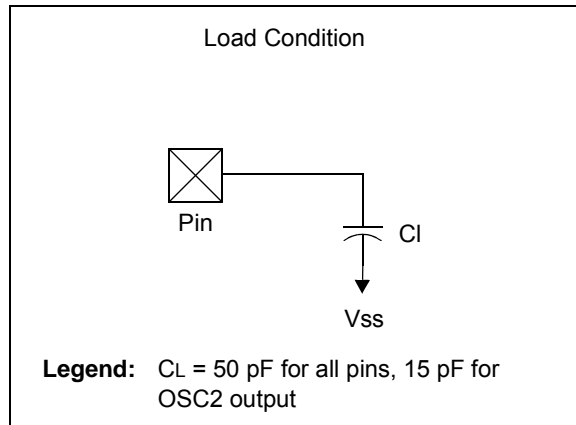 Load Condition
Pin
Cl
Vss
Legend: CL = 50 pF for all pins, 15 pF for
OSC2 output